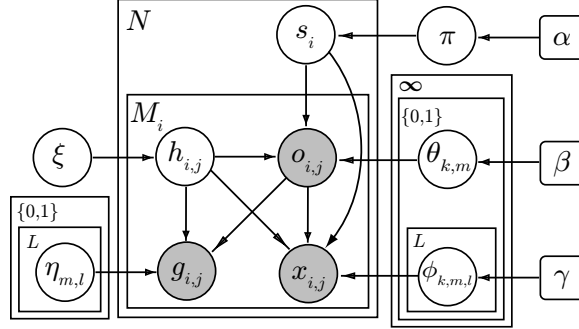 N
s_i
π
α
∞
M_i
{0,1}
ξ
h_{i,j}
o_{i,j}
θ_{k,m}
β
{0,1}
L
L
η_{m,l}
g_{i,j}
x_{i,j}
ϕ_{k,m,l}
γ